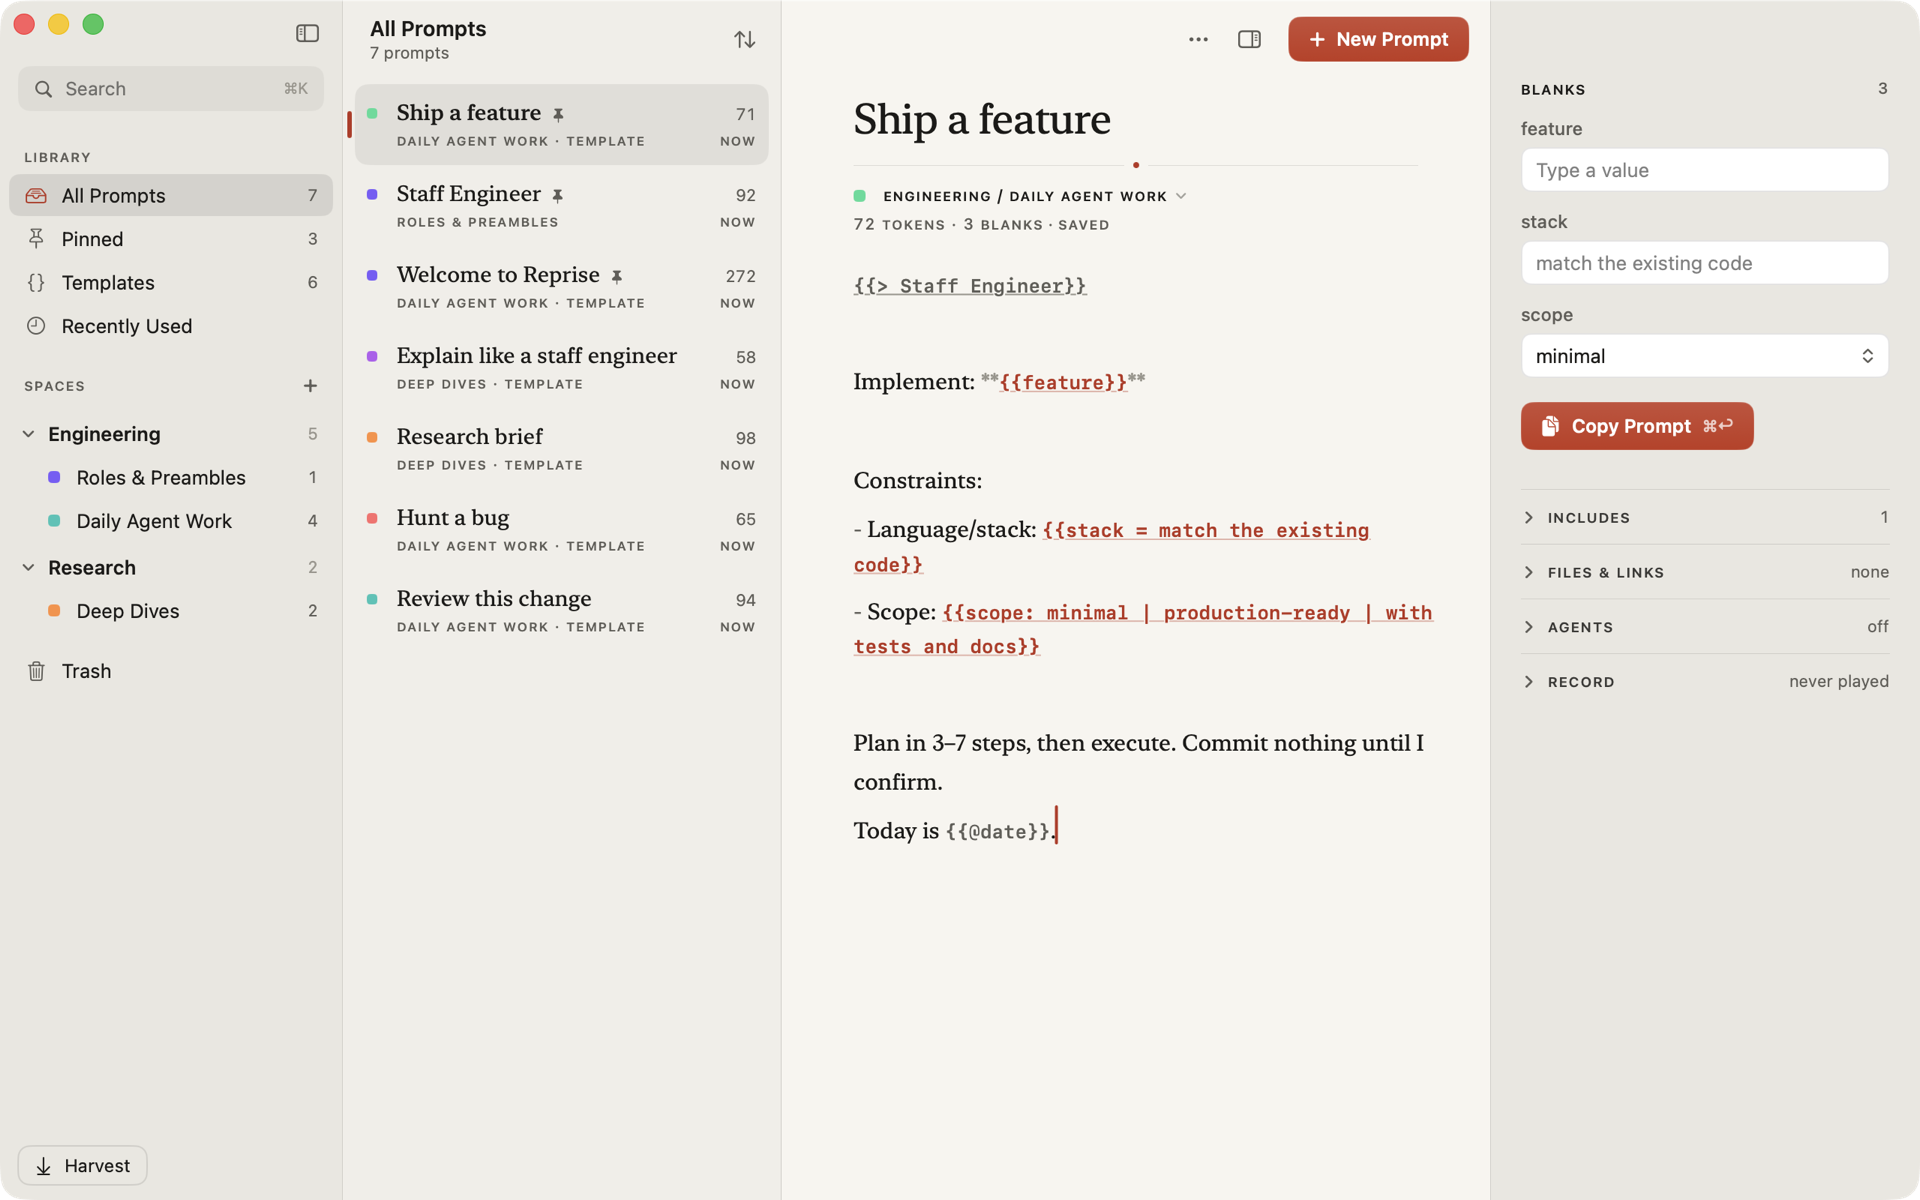 Search ⌘K
LIBRARY
All Prompts 7
Pinned 3
{} Templates 6
Recently Used
SPACES +
Engineering 5
Roles & Preambles 1
Daily Agent Work 4
Research 2
Deep Dives 2
Trash
Harvest
All Prompts
7 prompts
Ship a feature 71
DAILY AGENT WORK · TEMPLATE NOW
Staff Engineer 92
ROLES & PREAMBLES NOW
Welcome to Reprise 272
DAILY AGENT WORK · TEMPLATE NOW
Explain like a staff engineer 58
DEEP DIVES · TEMPLATE NOW
Research brief 98
DEEP DIVES · TEMPLATE NOW
Hunt a bug 65
DAILY AGENT WORK · TEMPLATE NOW
Review this change 94
DAILY AGENT WORK · TEMPLATE NOW
+ New Prompt
Ship a feature
ENGINEERING / DAILY AGENT WORK
72 TOKENS · 3 BLANKS · SAVED
{{> Staff Engineer}}
Implement: **{{feature}}**
Constraints:
- Language/stack: {{stack = match the existing
code}}
- Scope: {{scope: minimal | production-ready | with
tests and docs}}
Plan in 3–7 steps, then execute. Commit nothing until I
confirm.
Today is {{@date}}.
BLANKS 3
feature
Type a value
stack
match the existing code
scope
minimal
Copy Prompt ⌘↩
INCLUDES 1
FILES & LINKS none
AGENTS off
RECORD never played